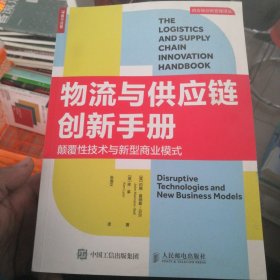 THE
LOGISTICS
AND SUPPLY
CHAIN
INNOVATION
HANDBOOK
物流与供应链
创新手册
颠覆性技术与新型商业模式
Disruptive
Technologies and
New Business Models
中国工信出版集团
人民邮电出版社